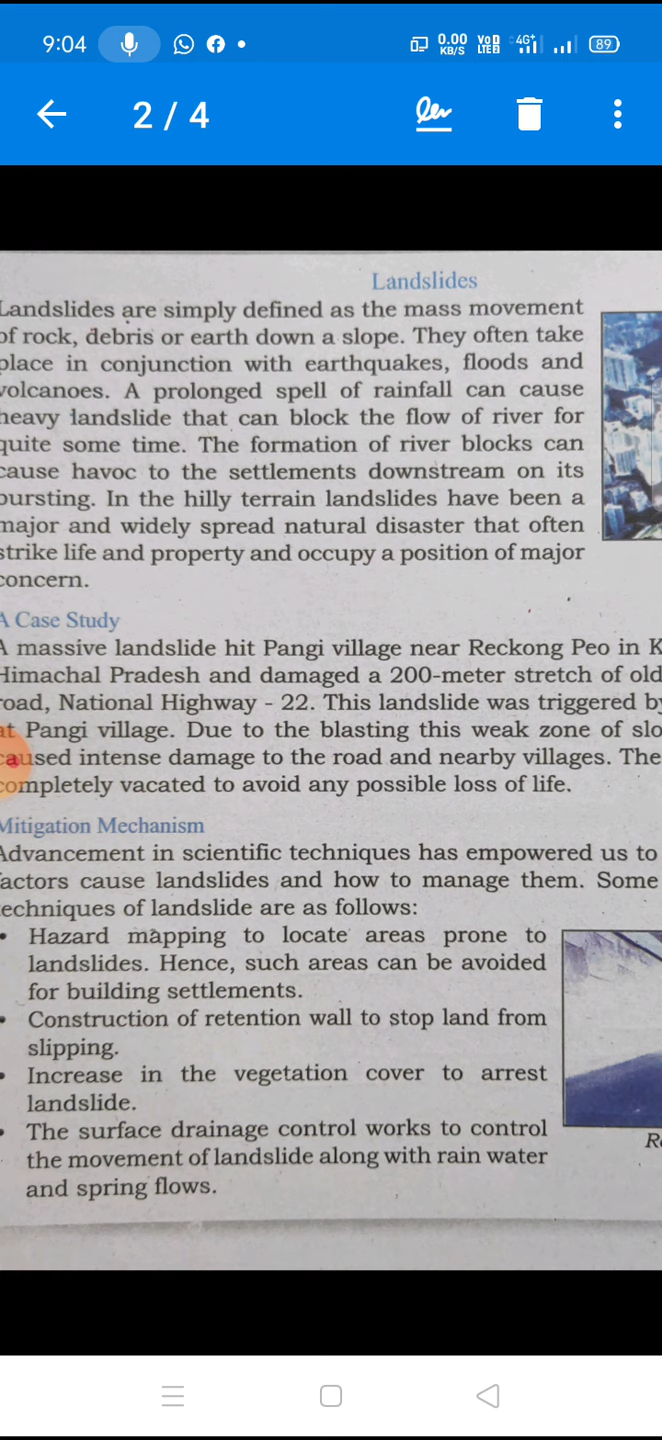 9:04
0.00 KB/S VoD LTE2 4G+ 89
2 / 4
Landslides
Landslides are simply defined as the mass movement
of rock, debris or earth down a slope. They often take
place in conjunction with earthquakes, floods and
volcanoes. A prolonged spell of rainfall can cause
heavy landslide that can block the flow of river for
quite some time. The formation of river blocks can
cause havoc to the settlements downstream on its
bursting. In the hilly terrain landslides have been a
major and widely spread natural disaster that often
strike life and property and occupy a position of major
concern.
A Case Study
A massive landslide hit Pangi village near Reckong Peo in K
Himachal Pradesh and damaged a 200-meter stretch of old
road, National Highway - 22. This landslide was triggered by
at Pangi village. Due to the blasting this weak zone of slo
caused intense damage to the road and nearby villages. The
completely vacated to avoid any possible loss of life.
Mitigation Mechanism
Advancement in scientific techniques has empowered us to
factors cause landslides and how to manage them. Some
techniques of landslide are as follows:
• Hazard mapping to locate areas prone to
landslides. Hence, such areas can be avoided
for building settlements.
• Construction of retention wall to stop land from
slipping.
• Increase in the vegetation cover to arrest
landslide.
• The surface drainage control works to control
the movement of landslide along with rain water
and spring flows.